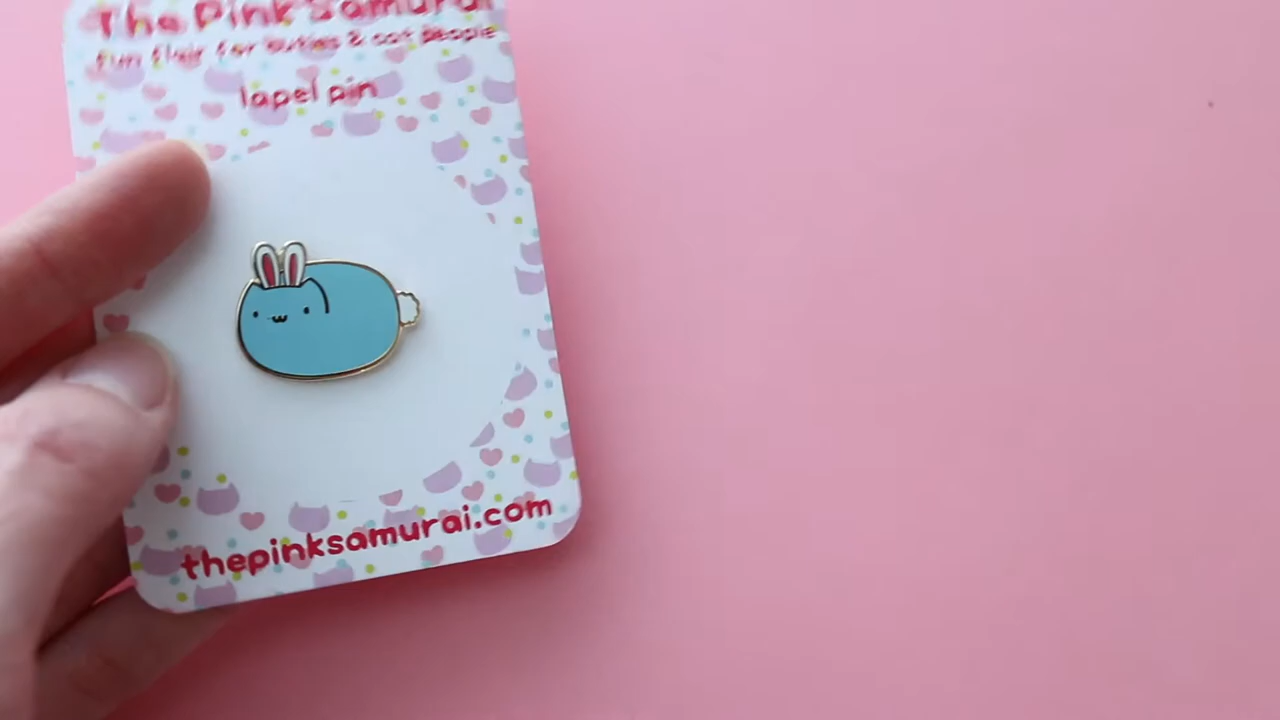 The Pink Samurai
fun flair for cuties & cat people
lapel pin
thepinksamurai.com